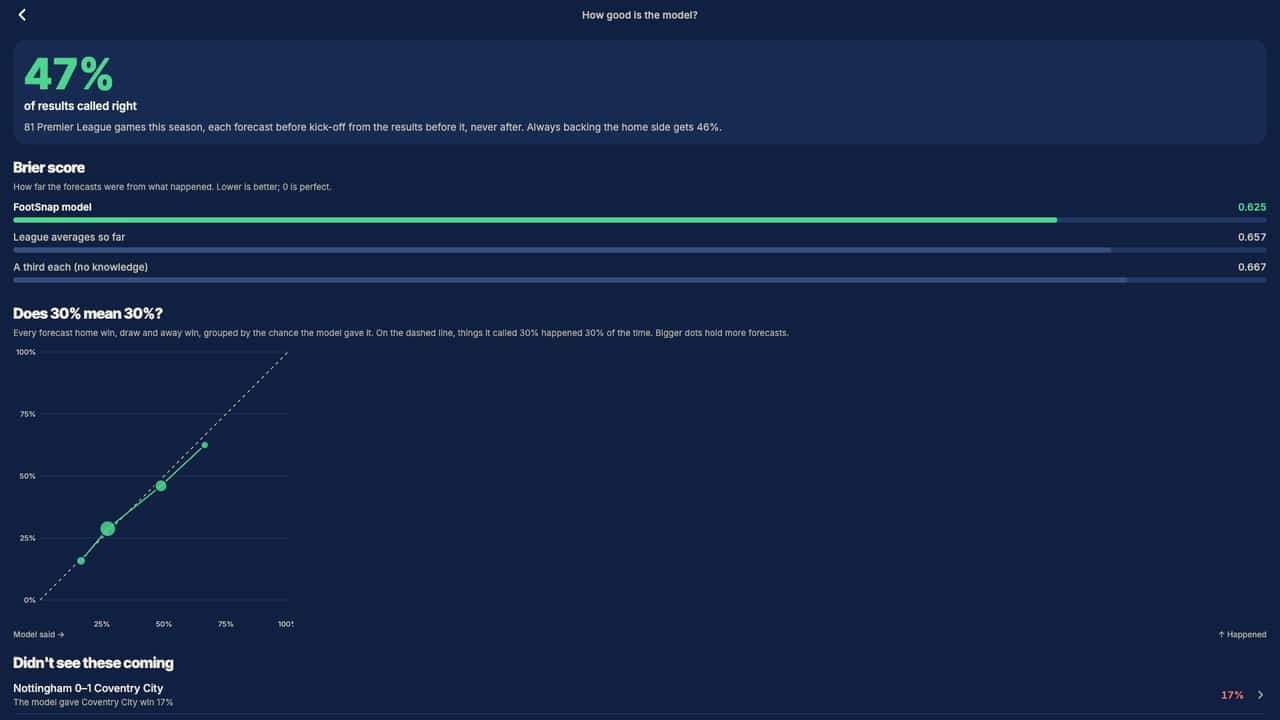 How good is the model?
47%
of results called right
81 Premier League games this season, each forecast before kick-off from the results before it, never after. Always backing the home side gets 46%.
Brier score
How far the forecasts were from what happened. Lower is better; 0 is perfect.
FootSnap model 0.625
League averages so far 0.657
A third each (no knowledge) 0.667
Does 30% mean 30%?
Every forecast home win, draw and away win, grouped by the chance the model gave it. On the dashed line, things it called 30% happened 30% of the time. Bigger dots hold more forecasts.
100%
75%
50%
25%
0%
25% 50% 75% 100%
Model said → ↑ Happened
Didn't see these coming
Nottingham 0–1 Coventry City
The model gave Coventry City win 17%
17%